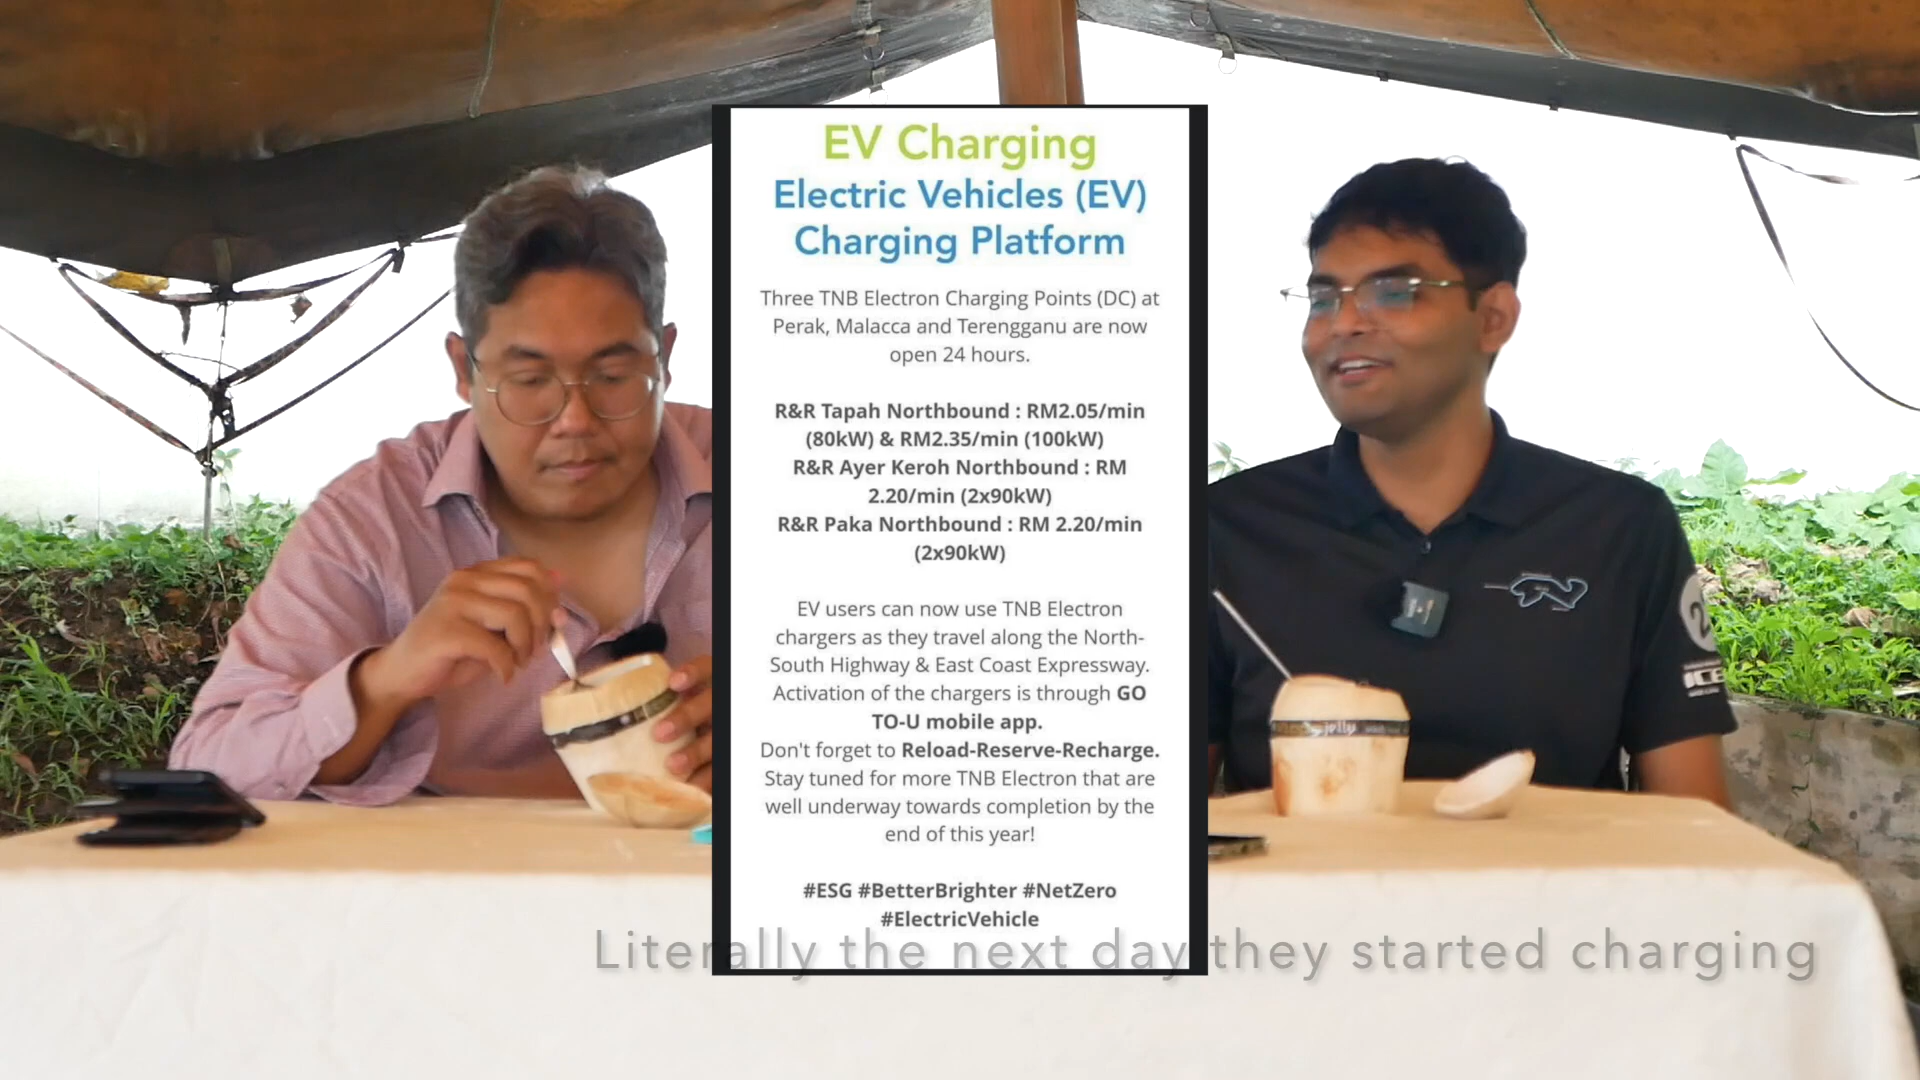 EV Charging
Electric Vehicles (EV)
Charging Platform
Three TNB Electron Charging Points (DC) at
Perak, Malacca and Terengganu are now
open 24 hours.
R&R Tapah Northbound : RM2.05/min
(80kW) & RM2.35/min (100kW)
R&R Ayer Keroh Northbound : RM
2.20/min (2x90kW)
R&R Paka Northbound : RM 2.20/min
(2x90kW)
EV users can now use TNB Electron
chargers as they travel along the North-
South Highway & East Coast Expressway.
Activation of the chargers is through GO
TO-U mobile app.
Don't forget to Reload-Reserve-Recharge.
Stay tuned for more TNB Electron that are
well underway towards completion by the
end of this year!
#ESG #BetterBrighter #NetZero
#ElectricVehicle
Literally the next day they started charging
jelly
2